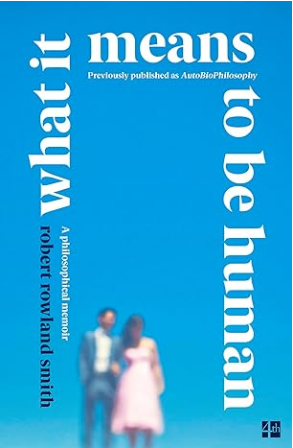 what it
means
Previously published as AutoBioPhilosophy
to be human
A philosophical memoir
robert rowland smith
4th